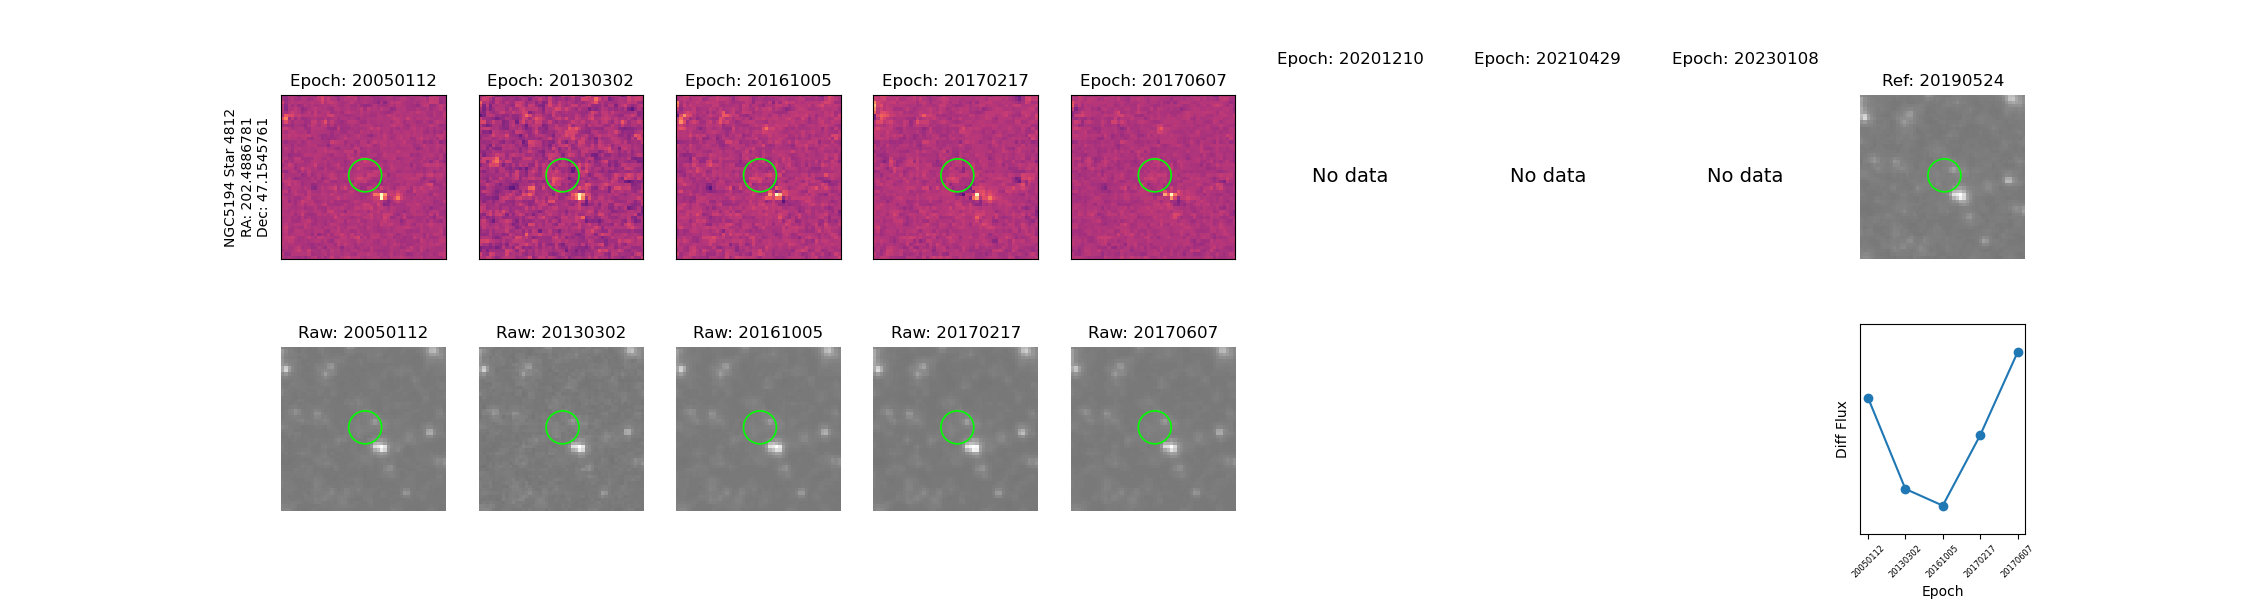 Epoch: 20050112
Epoch: 20130302
Epoch: 20161005
Epoch: 20170217
Epoch: 20170607
Epoch: 20201210
Epoch: 20210429
Epoch: 20230108
Ref: 20190524
NGC5194 Star 4812
RA: 202.4886781
Dec: 47.1545761
No data
No data
No data
Raw: 20050112
Raw: 20130302
Raw: 20161005
Raw: 20170217
Raw: 20170607
Diff Flux
20050112
20130302
20161005
20170217
20170607
Epoch